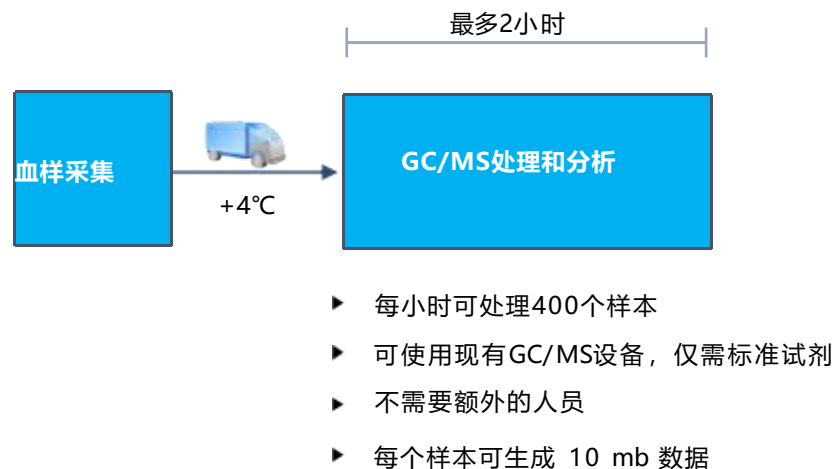 最多2小时
血样采集
+4℃
GC/MS处理和分析
每小时可处理400个样本
可使用现有GC/MS设备，仅需标准试剂
不需要额外的人员
每个样本可生成 10 mb 数据